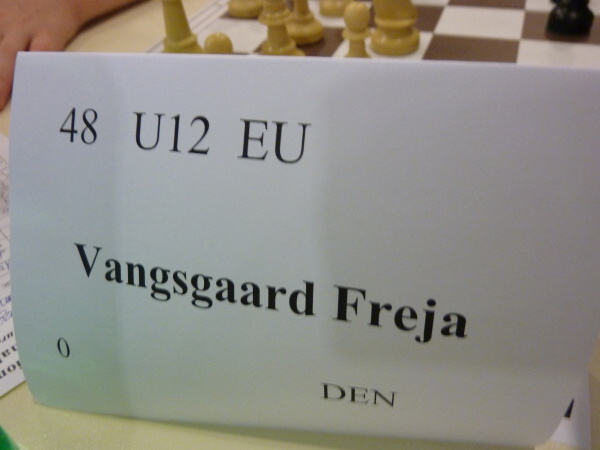 48 U12 EU
Vangsgaard Freja
0
DEN